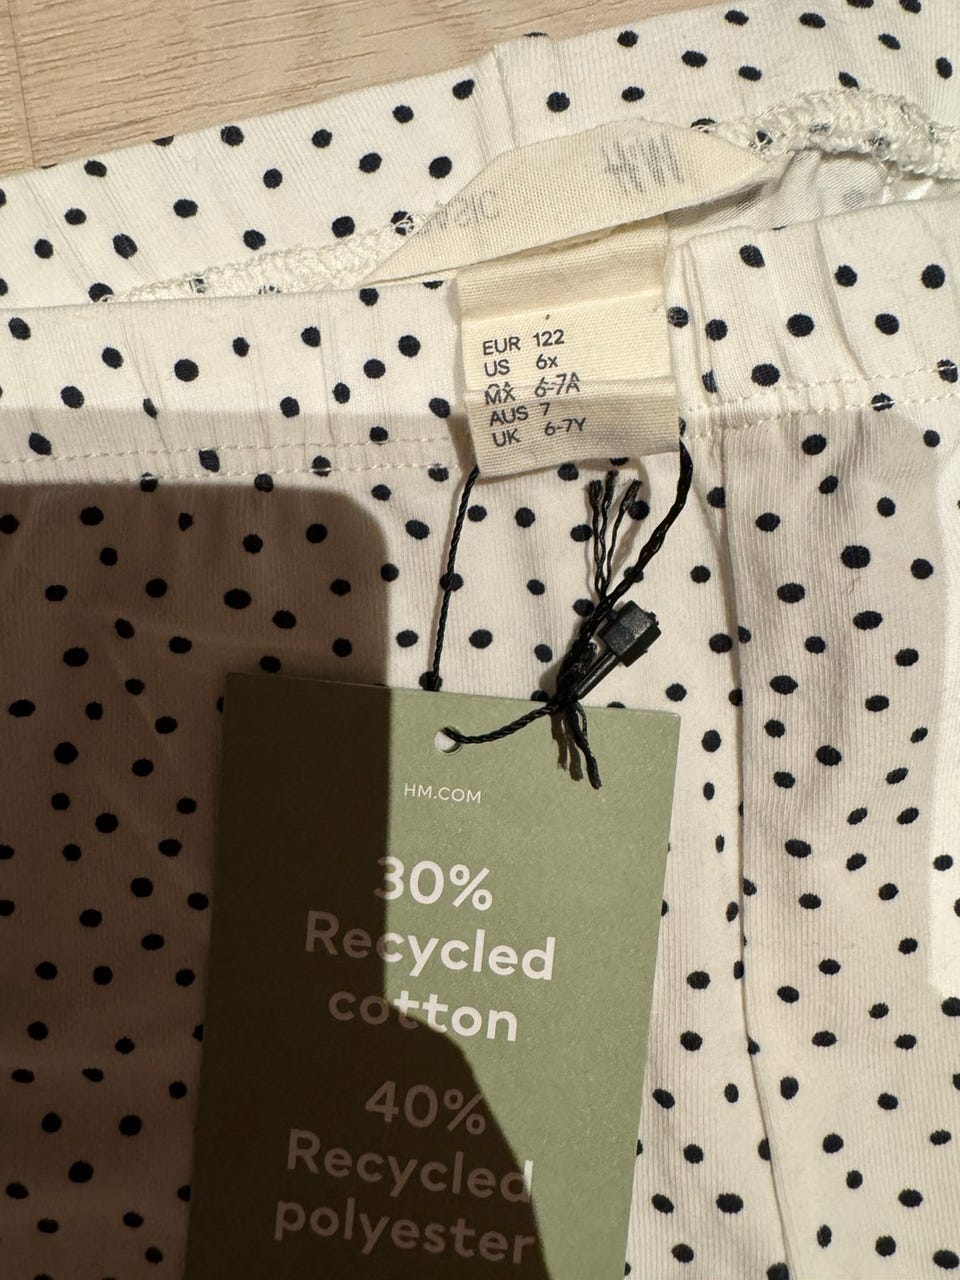 H&M
EUR 122
US 6x
MX 6-7A
AUS 7
UK 6-7Y
HM.COM
30%
Recycled
cotton
40%
Recycled
polyester